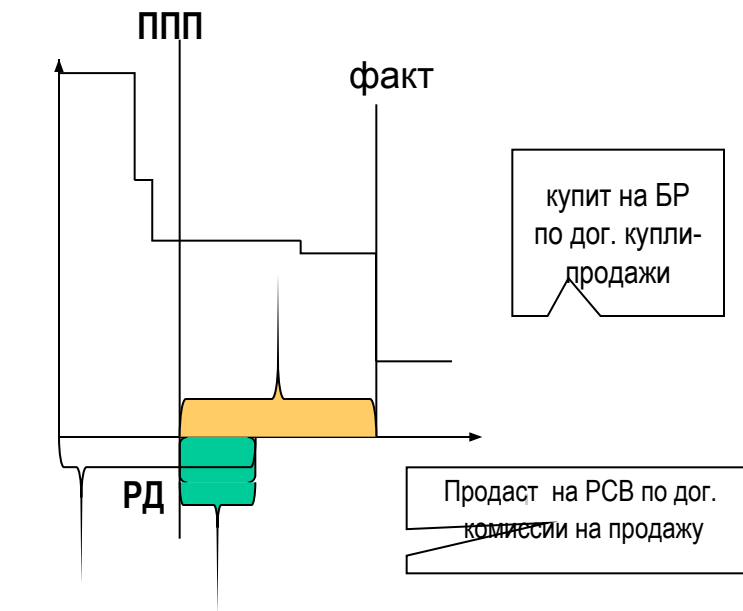 ППП
факт
купит на БР
по дог. купли-
продажи
РД
Продаст на РСВ по дог.
комиссии на продажу